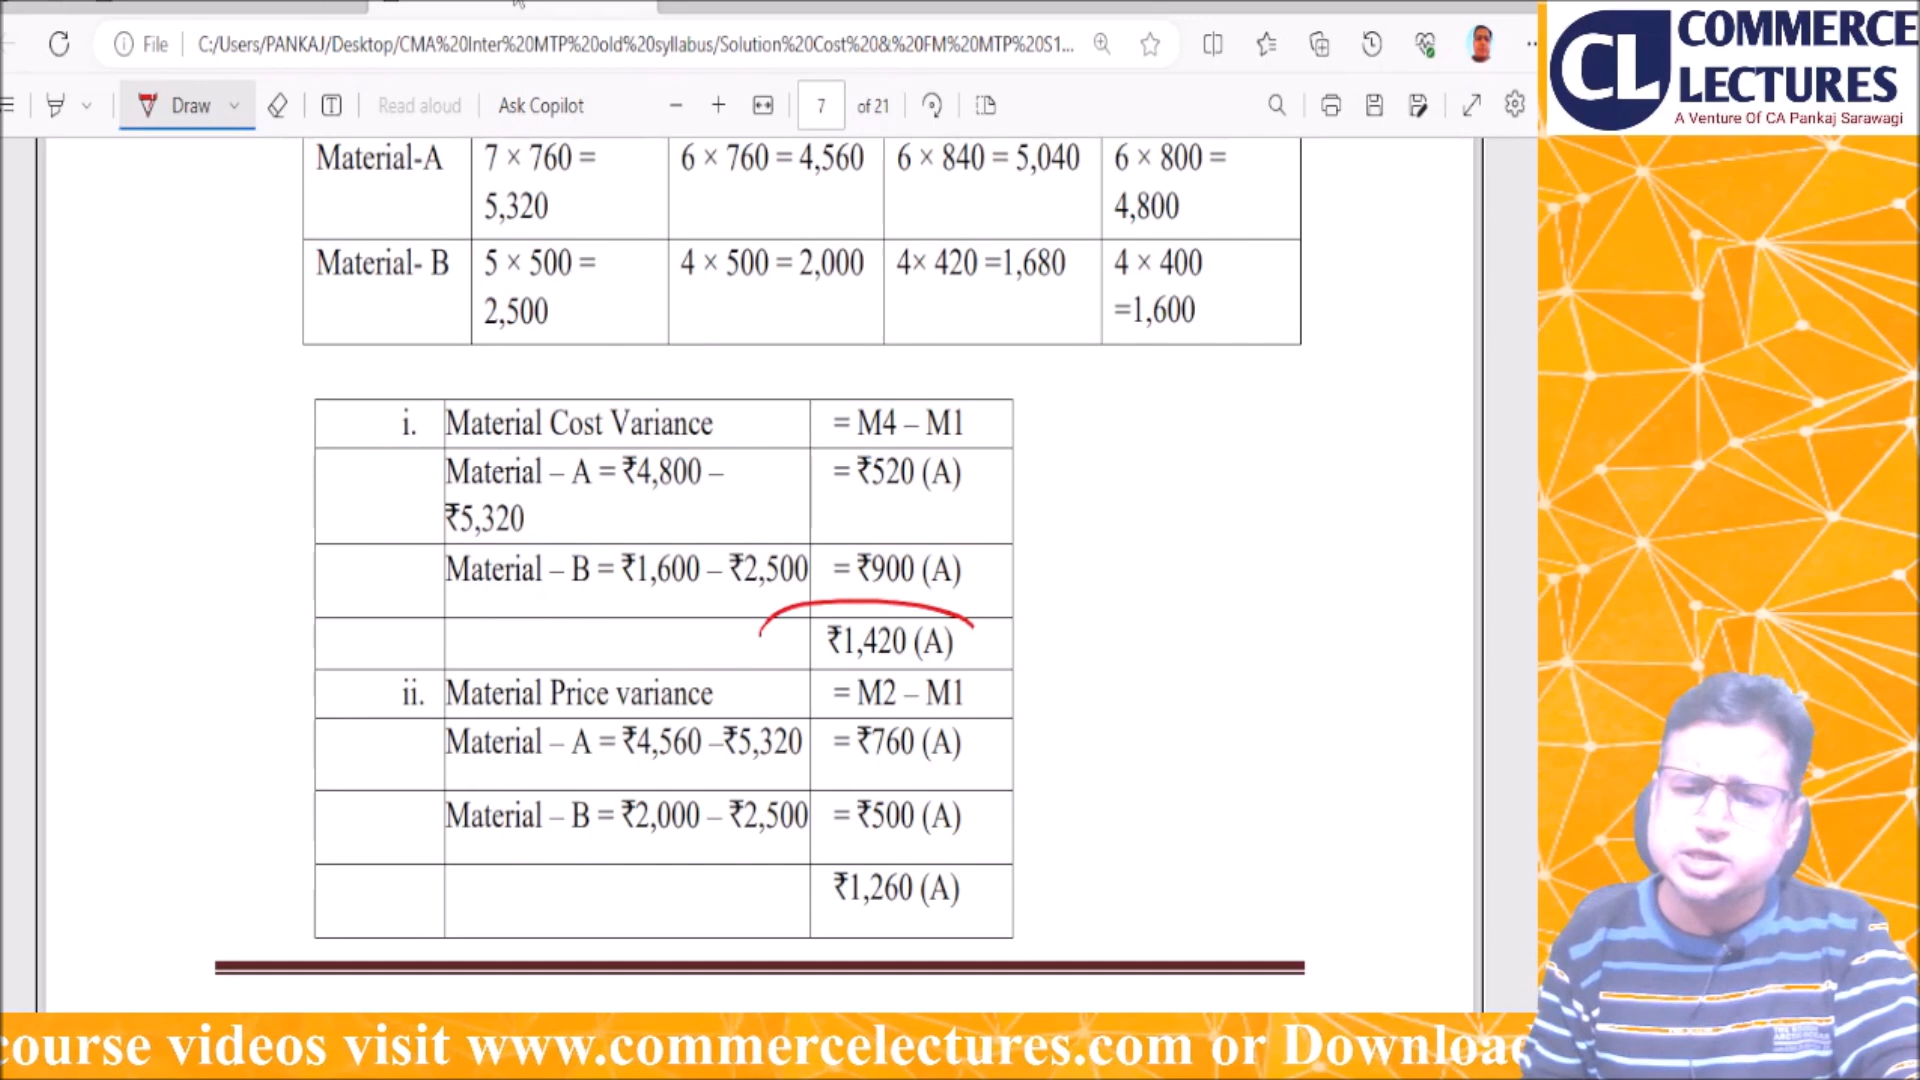 File
C:/Users/PANKAJ/Desktop/CMA%20Inter%20MTP%20old%20syllabus/Solution%20Cost%20&%20FM%20MTP%20S1...
Draw
Read aloud
Ask Copilot
7 of 21
CL
COMMERCE
LECTURES
A Venture Of CA Pankaj Sarawagi
Material-A 7 × 760 = 6 × 760 = 4,560 6 × 840 = 5,040 6 × 800 =
5,320 4,800
Material- B 5 × 500 = 4 × 500 = 2,000 4× 420 =1,680 4 × 400
2,500 =1,600
i. Material Cost Variance = M4 – M1
Material – A = ₹4,800 – = ₹520 (A)
₹5,320
Material – B = ₹1,600 – ₹2,500 = ₹900 (A)
₹1,420 (A)
ii. Material Price variance = M2 – M1
Material – A = ₹4,560 –₹5,320 = ₹760 (A)
Material – B = ₹2,000 – ₹2,500 = ₹500 (A)
₹1,260 (A)
course videos visit www.commercelectures.com or Download